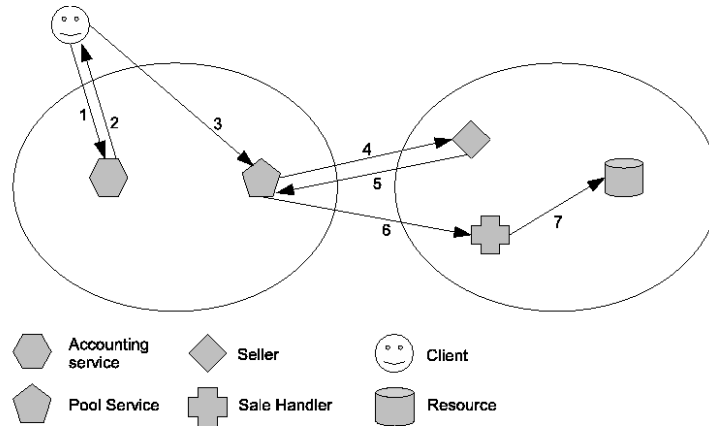 1
2
3
4
5
6
7
Accounting
service
Seller
Client
Pool Service
Sale Handler
Resource